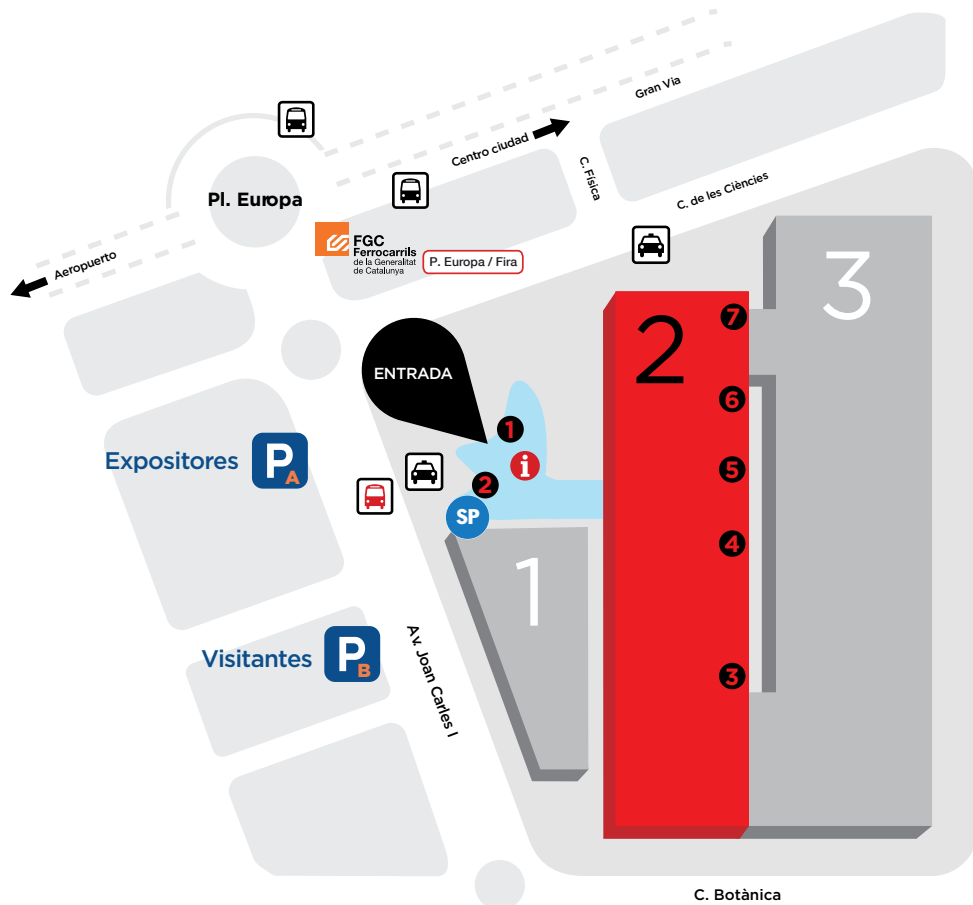 Gran Via
Centro ciudad
C. Física
C. de les Ciències
Pl. Europa
FGC
Ferrocarrils
de la Generalitat
de Catalunya
P. Europa / Fira
Aeropuerto
3
2
7
ENTRADA
6
1
Expositores
P
A
i
5
2
SP
4
1
Av. Joan Carles I
Visitantes
P
B
3
C. Botànica